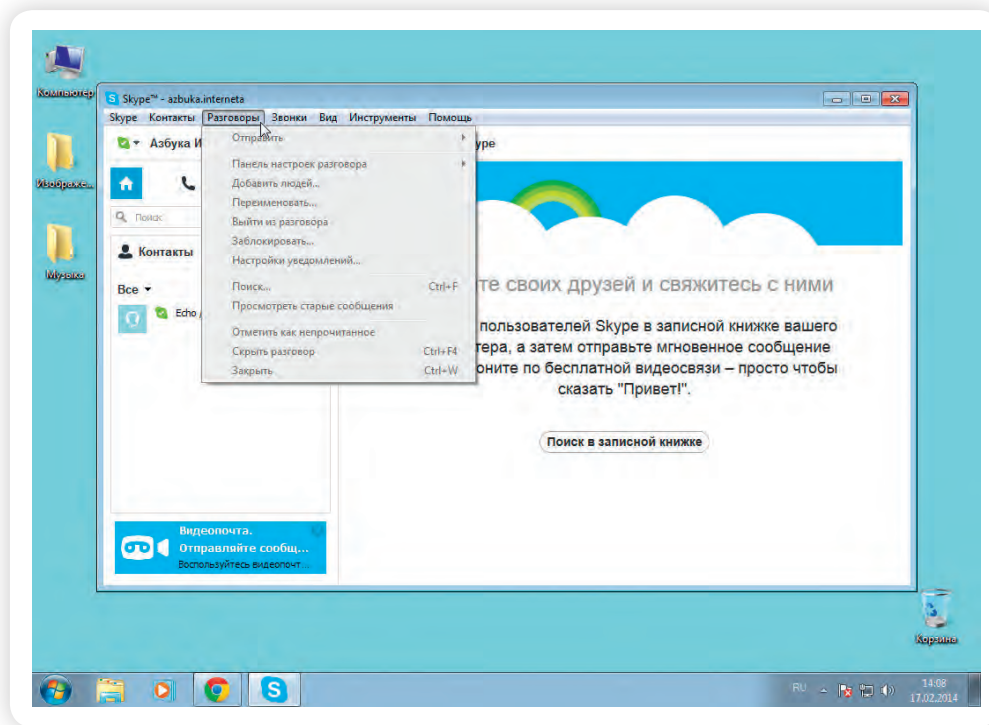 Компьютер
Skype™ - azbuka.interneta
Skype Контакты Разговоры Звонки Вид Инструменты Помощь
Азбука И
ype
Отправить
Панель настроек разговора
Добавить людей...
Переименовать...
Выйти из разговора
Заблокировать...
Настройки уведомлений...
Поиск... Ctrl+F
Просмотреть старые сообщения
Отметить как непрочитанное
Скрыть разговор Ctrl+F4
Закрыть Ctrl+W
Изображе...
Поиск
Контакты
Музыка
Все
Echo /
те своих друзей и свяжитесь с ними
пользователей Skype в записной книжке вашего
тера, а затем отправьте мгновенное сообщение
оните по бесплатной видеосвязи – просто чтобы
сказать "Привет!".
Поиск в записной книжке
Видеопочта.
Отправляйте сообщ...
Воспользуйтесь видеопочт...
Корзина
RU
14:08
17.02.2014